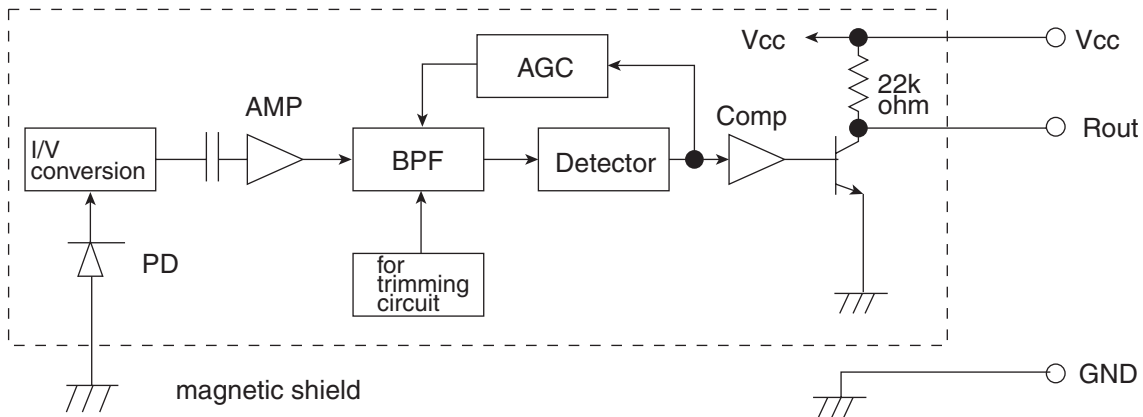 Vcc
Vcc
AGC
22k
ohm
AMP
Comp
Rout
I/V
conversion
BPF
Detector
PD
for
trimming
circuit
magnetic shield
GND